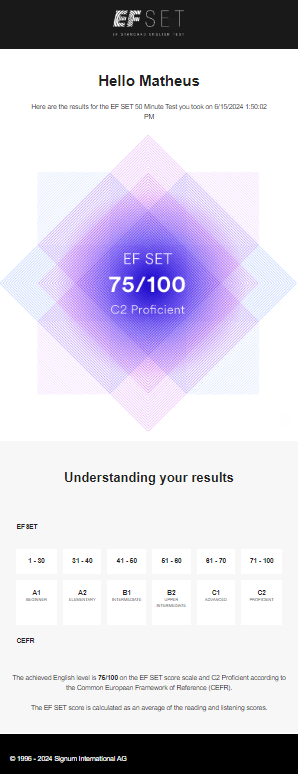 EF SET
EF STANDARD ENGLISH TEST
Hello Matheus
Here are the results for the EF SET 50 Minute Test you took on 6/15/2024 1:50:02
PM
EF SET
75/100
C2 Proficient
Understanding your results
EF SET
1 - 30 31 - 40 41 - 50 51 - 60 61 - 70 71 - 100
A1 A2 B1 B2 C1 C2
BEGINNER ELEMENTARY INTERMEDIATE UPPER ADVANCED PROFICIENT
INTERMEDIATE
CEFR
The achieved English level is 75/100 on the EF SET score scale and C2 Proficient according to
the Common European Framework of Reference (CEFR).
The EF SET score is calculated as an average of the reading and listening scores.
© 1996 - 2024 Signum International AG